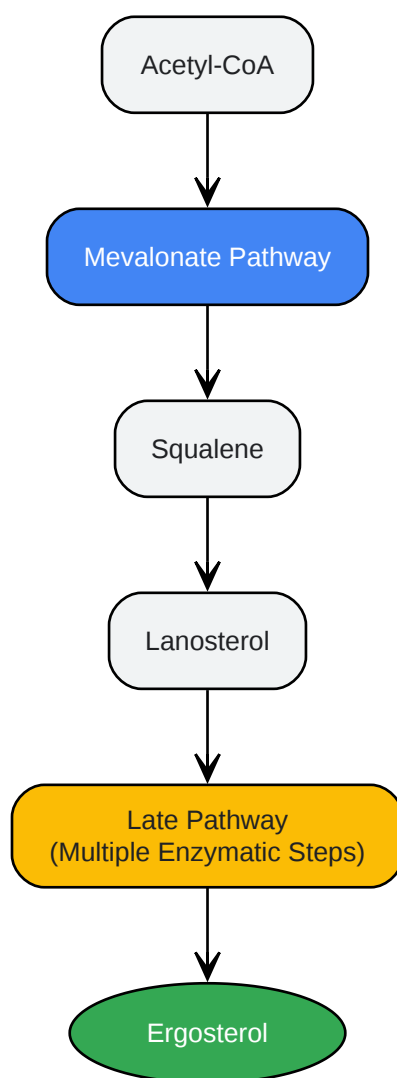 Acetyl-CoA
Mevalonate Pathway
Squalene
Lanosterol
Late Pathway
(Multiple Enzymatic Steps)
Ergosterol